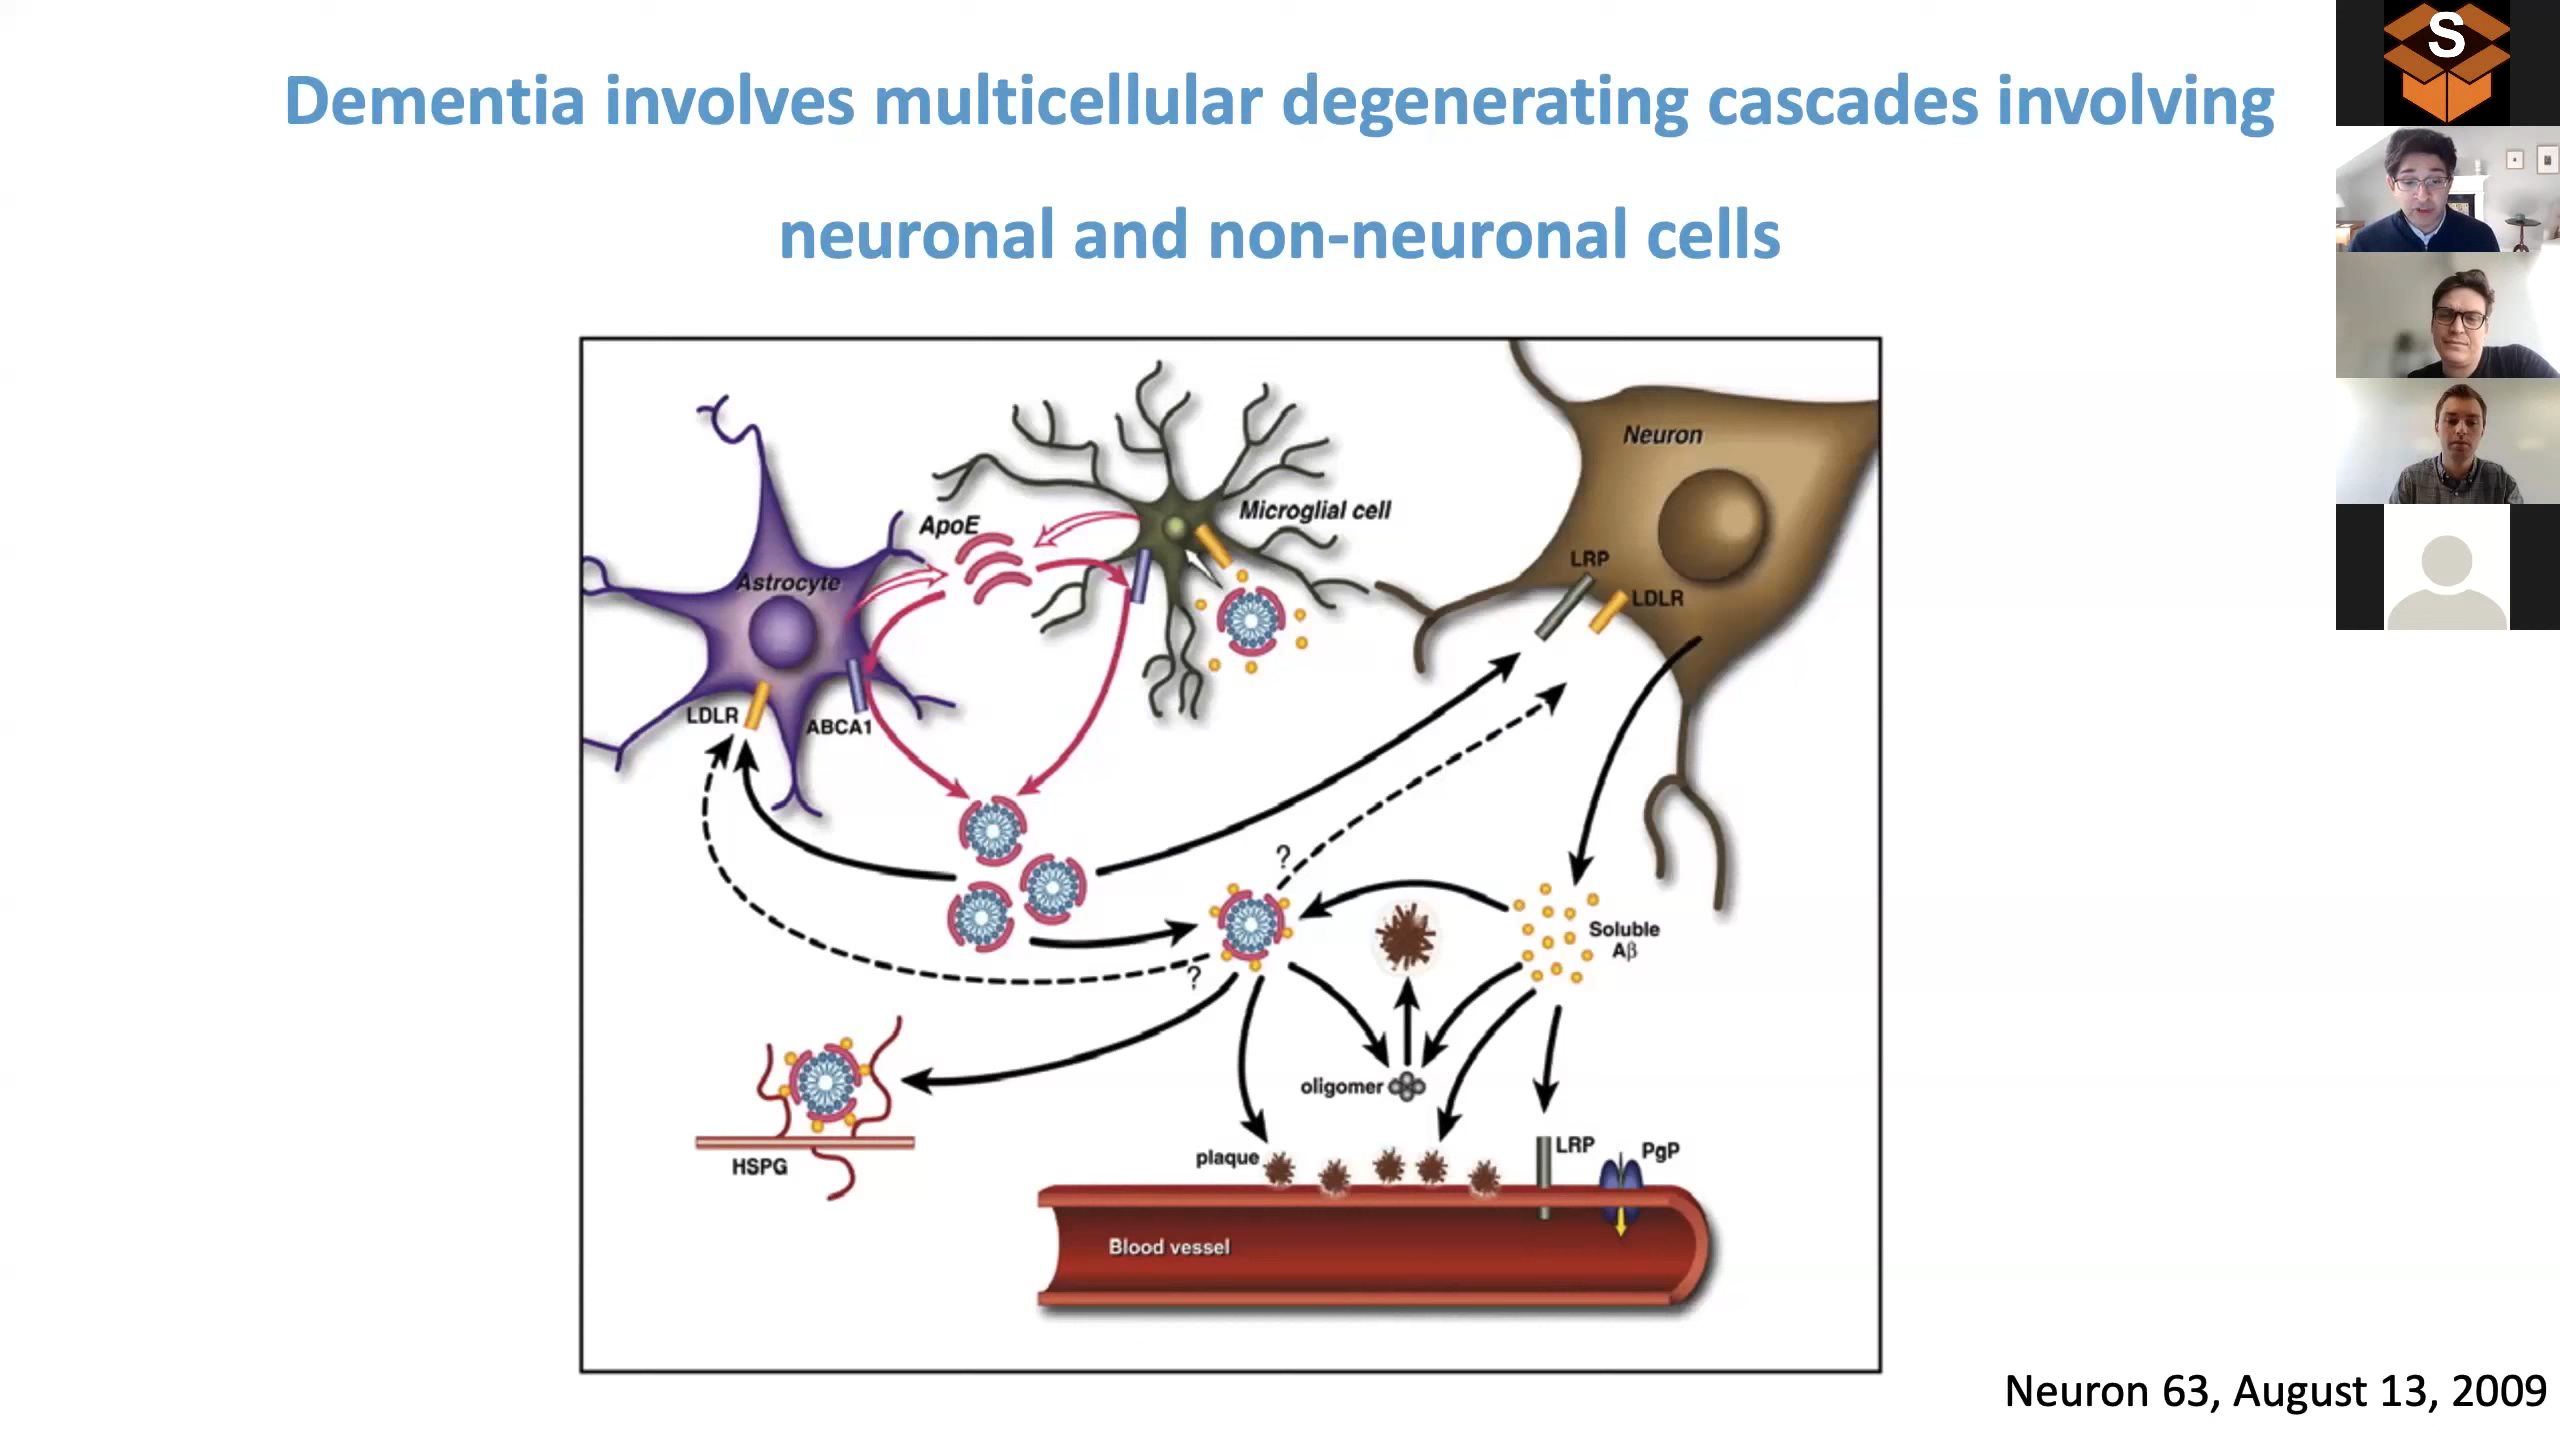 S
Dementia involves multicellular degenerating cascades involving
neuronal and non-neuronal cells
Neuron
ApoE
Microglial cell
Astrocyte
LRP
LDLR
LDLR
ABCA1
?
Soluble
Aβ
?
oligomer
HSPG
plaque
LRP
PgP
Blood vessel
Neuron 63, August 13, 2009